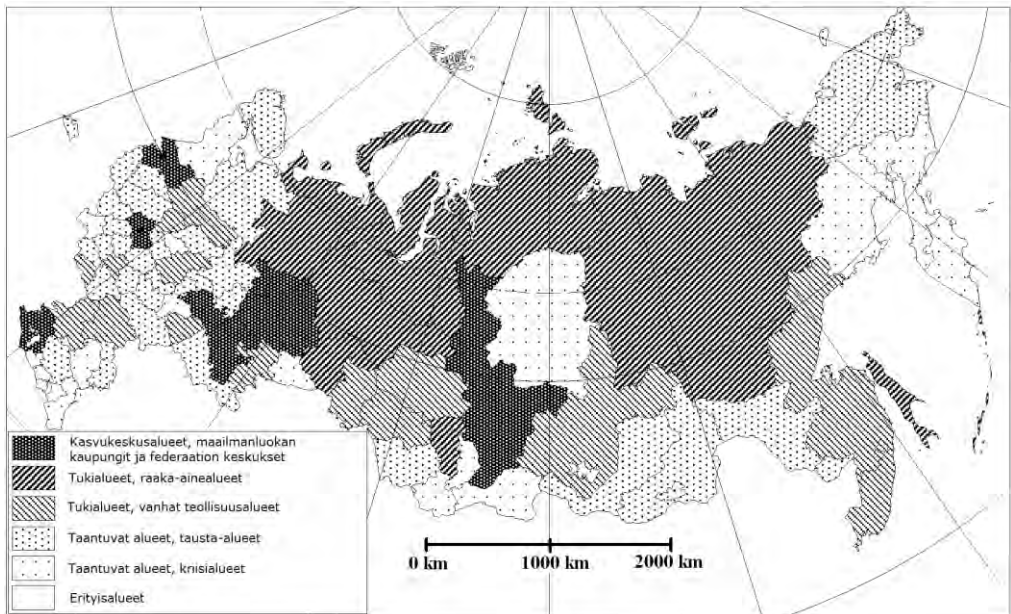 Kasvukeskusalueet, maailmanluokan
kaupungit ja federaation keskukset
Tukialueet, raaka-ainealueet
Tukialueet, vanhat teollisuusalueet
Taantuvat alueet, tausta-alueet
Taantuvat alueet, kriisialueet
Erityisalueet
0 km 1000 km 2000 km